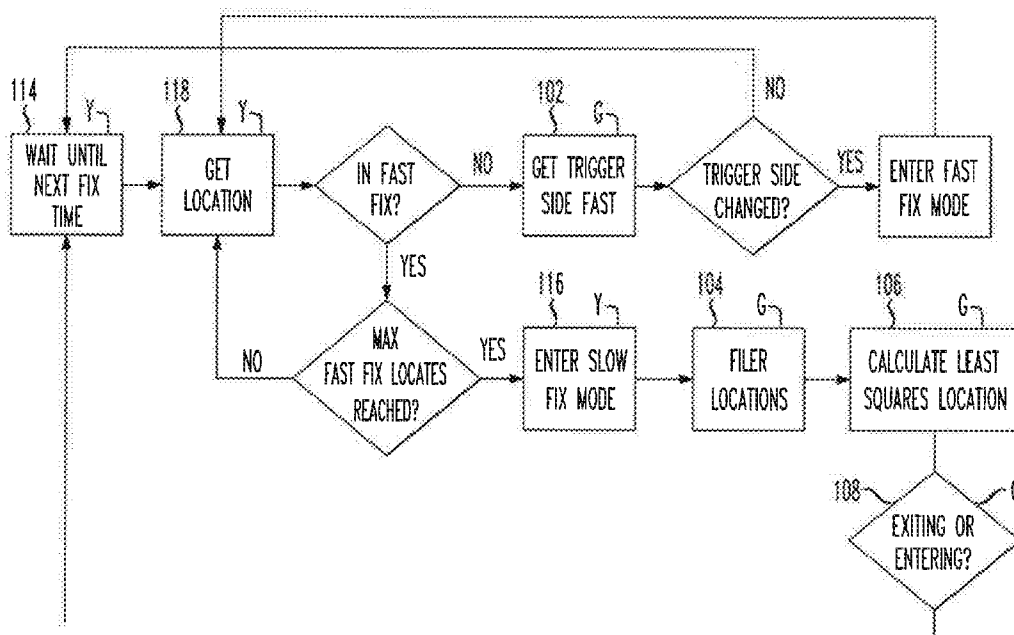 114
Y
WAIT UNTIL
NEXT FIX
TIME
118
Y
GET
LOCATION
IN FAST
FIX?
NO
YES
102
G
GET TRIGGER
SIDE FAST
NO
TRIGGER SIDE
CHANGED?
YES
ENTER FAST
FIX MODE
NO
MAX
FAST FIX LOCATES
REACHED?
YES
116
Y
ENTER SLOW
FIX MODE
104
G
FILER
LOCATIONS
106
G
CALCULATE LEAST
SQUARES LOCATION
108
EXITING OR
ENTERING?